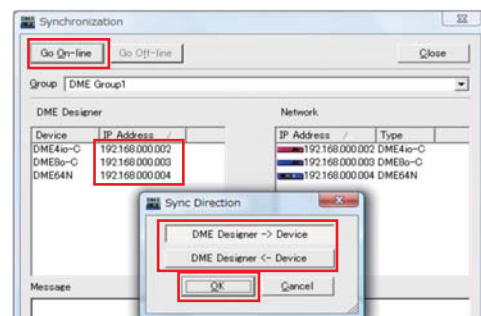 Synchronization
Go On-line Go Off-line Close
Group DME Group1
DME Designer Network
Device IP Address / IP Address / Type
DME4io-C 192.168.000.002 192.168.000.002 DME4io-C
DME8o-C 192.168.000.003 192.168.000.003 DME8o-C
DME64N 192.168.000.004 192.168.000.004 DME64N
Sync Direction
DME Designer -> Device
DME Designer <- Device
OK Cancel
Message